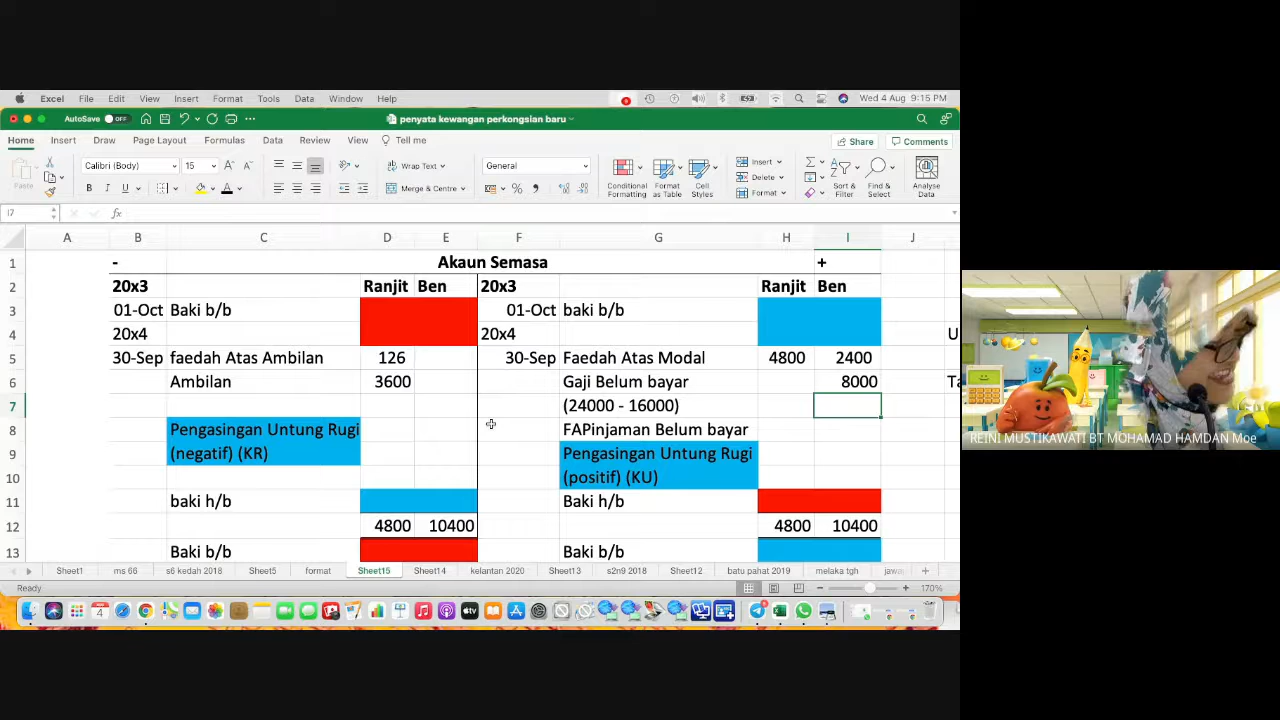 Excel File Edit View Insert Format Tools Data Window Help Wed 4 Aug 9:15 PM
AutoSave OFF penyata kewangan perkongsian baru
Home Insert Draw Page Layout Formulas Data Review View Tell me Share Comments
Paste Calibri (Body) 15 A A Wrap Text General Conditional Formatting Format as Table Cell Styles Insert Sort & Filter Find & Select Analyse Data
B I U A Merge & Centre % Delete Format
I7 fx
A B C D E F G H I J
1 - Akaun Semasa +
2 20x3 Ranjit Ben 20x3 Ranjit Ben
3 01-Oct Baki b/b 01-Oct baki b/b
4 20x4 20x4 U
5 30-Sep faedah Atas Ambilan 126 30-Sep Faedah Atas Modal 4800 2400
6 Ambilan 3600 Gaji Belum bayar 8000 Ta
7 (24000 - 16000)
8 Pengasingan Untung Rugi FAPinjaman Belum bayar
9 (negatif) (KR) Pengasingan Untung Rugi
10 (positif) (KU)
11 baki h/b Baki h/b
12 4800 10400 4800 10400
13 Baki b/b Baki b/b
Sheet1 ms 66 s6 kedah 2018 Sheet5 format Sheet15 Sheet14 kelantan 2020 Sheet13 s2n9 2018 Sheet12 batu pahat 2019 melaka tgh jawa
Ready 170%
REINI MUSTIKAWATI BT MOHAMAD HAMDAN Moe